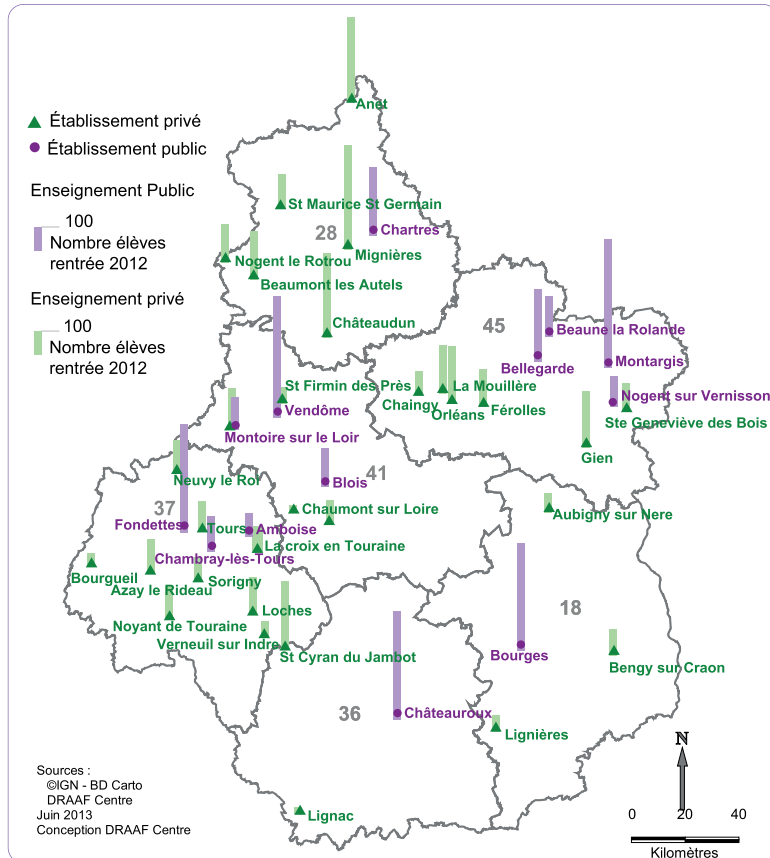 Anet
Établissement privé
Établissement public
Enseignement Public
100
Nombre élèves
rentrée 2012
Enseignement privé
100
Nombre élèves
rentrée 2012
St Maurice St Germain
Chartres
28
Mignières
Nogent le Rotrou
Beaumont les Autels
Châteaudun
45
Beaune la Rolande
Bellegarde
Montargis
St Firmin des Près
La Mouillère
Chaingy
Orléans
Férolles
Nogent sur Vernisson
Ste Geneviève des Bois
Vendôme
Montoire sur le Loir
Gien
Neuvy le Roi
41
Blois
37
Chaumont sur Loire
Aubigny sur Nere
Fondettes
Tours
Amboise
Chambray-lès-Tours
La croix en Touraine
Bourgueil
Sorigny
Azay le Rideau
Loches
18
Noyant de Touraine
Verneuil sur Indre
St Cyran du Jambot
Bourges
Bengy sur Craon
36
Châteauroux
Lignières
Lignac
Sources :
©IGN - BD Carto
DRAAF Centre
Juin 2013
Conception DRAAF Centre
N
0 20 40
Kilomètres